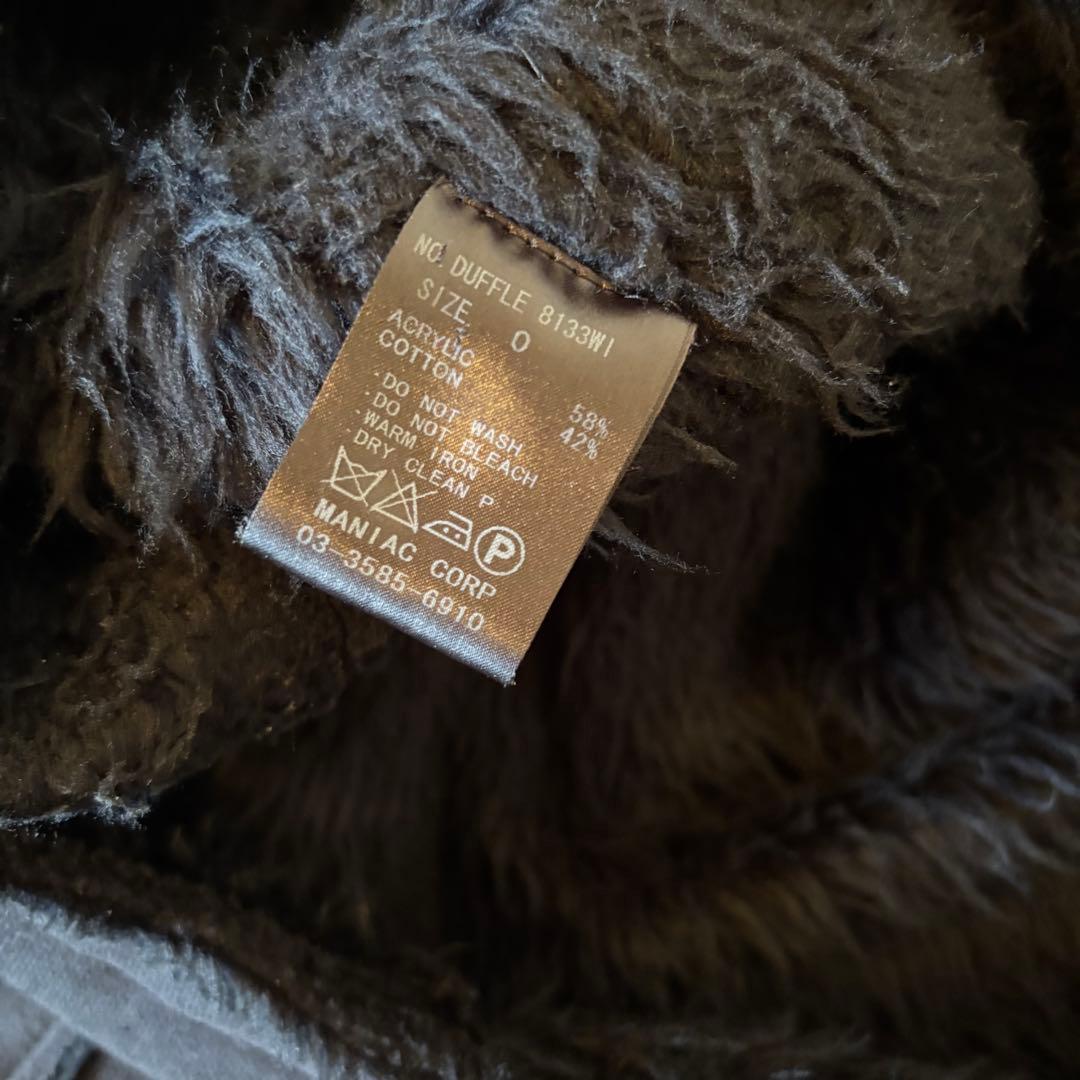 NO. DUFFLE 8133WI
SIZE 0
ACRYLIC 58%
COTTON 42%
·DO NOT WASH
·DO NOT BLEACH
·WARM IRON
DRY CLEAN P
P
MANIAC CORP
03-3585-6910